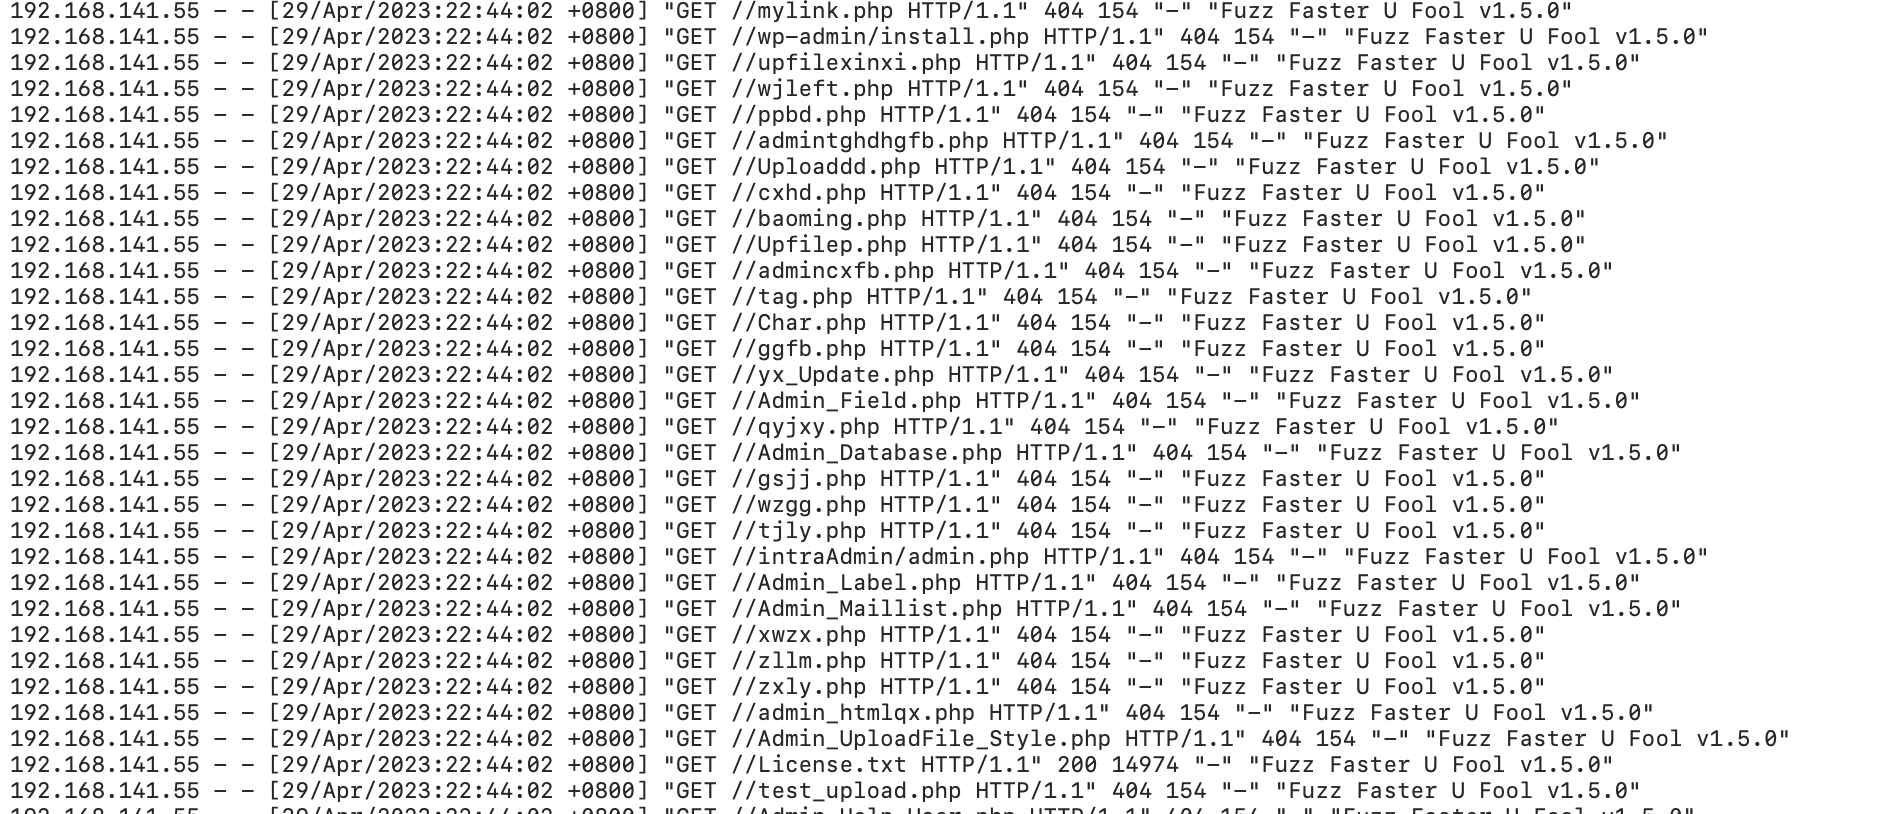 192.168.141.55 - - [29/Apr/2023:22:44:02 +0800] "GET //mylink.php HTTP/1.1" 404 154 "-" "Fuzz Faster U Fool v1.5.0"
192.168.141.55 - - [29/Apr/2023:22:44:02 +0800] "GET //wp-admin/install.php HTTP/1.1" 404 154 "-" "Fuzz Faster U Fool v1.5.0"
192.168.141.55 - - [29/Apr/2023:22:44:02 +0800] "GET //upfilexinxi.php HTTP/1.1" 404 154 "-" "Fuzz Faster U Fool v1.5.0"
192.168.141.55 - - [29/Apr/2023:22:44:02 +0800] "GET //wjleft.php HTTP/1.1" 404 154 "-" "Fuzz Faster U Fool v1.5.0"
192.168.141.55 - - [29/Apr/2023:22:44:02 +0800] "GET //ppbd.php HTTP/1.1" 404 154 "-" "Fuzz Faster U Fool v1.5.0"
192.168.141.55 - - [29/Apr/2023:22:44:02 +0800] "GET //admintghdhgfb.php HTTP/1.1" 404 154 "-" "Fuzz Faster U Fool v1.5.0"
192.168.141.55 - - [29/Apr/2023:22:44:02 +0800] "GET //Uploaddd.php HTTP/1.1" 404 154 "-" "Fuzz Faster U Fool v1.5.0"
192.168.141.55 - - [29/Apr/2023:22:44:02 +0800] "GET //cxhd.php HTTP/1.1" 404 154 "-" "Fuzz Faster U Fool v1.5.0"
192.168.141.55 - - [29/Apr/2023:22:44:02 +0800] "GET //baoming.php HTTP/1.1" 404 154 "-" "Fuzz Faster U Fool v1.5.0"
192.168.141.55 - - [29/Apr/2023:22:44:02 +0800] "GET //Upfilep.php HTTP/1.1" 404 154 "-" "Fuzz Faster U Fool v1.5.0"
192.168.141.55 - - [29/Apr/2023:22:44:02 +0800] "GET //admincxfb.php HTTP/1.1" 404 154 "-" "Fuzz Faster U Fool v1.5.0"
192.168.141.55 - - [29/Apr/2023:22:44:02 +0800] "GET //tag.php HTTP/1.1" 404 154 "-" "Fuzz Faster U Fool v1.5.0"
192.168.141.55 - - [29/Apr/2023:22:44:02 +0800] "GET //Char.php HTTP/1.1" 404 154 "-" "Fuzz Faster U Fool v1.5.0"
192.168.141.55 - - [29/Apr/2023:22:44:02 +0800] "GET //ggfb.php HTTP/1.1" 404 154 "-" "Fuzz Faster U Fool v1.5.0"
192.168.141.55 - - [29/Apr/2023:22:44:02 +0800] "GET //yx_Update.php HTTP/1.1" 404 154 "-" "Fuzz Faster U Fool v1.5.0"
192.168.141.55 - - [29/Apr/2023:22:44:02 +0800] "GET //Admin_Field.php HTTP/1.1" 404 154 "-" "Fuzz Faster U Fool v1.5.0"
192.168.141.55 - - [29/Apr/2023:22:44:02 +0800] "GET //qyjxy.php HTTP/1.1" 404 154 "-" "Fuzz Faster U Fool v1.5.0"
192.168.141.55 - - [29/Apr/2023:22:44:02 +0800] "GET //Admin_Database.php HTTP/1.1" 404 154 "-" "Fuzz Faster U Fool v1.5.0"
192.168.141.55 - - [29/Apr/2023:22:44:02 +0800] "GET //gsjj.php HTTP/1.1" 404 154 "-" "Fuzz Faster U Fool v1.5.0"
192.168.141.55 - - [29/Apr/2023:22:44:02 +0800] "GET //wzgg.php HTTP/1.1" 404 154 "-" "Fuzz Faster U Fool v1.5.0"
192.168.141.55 - - [29/Apr/2023:22:44:02 +0800] "GET //tjly.php HTTP/1.1" 404 154 "-" "Fuzz Faster U Fool v1.5.0"
192.168.141.55 - - [29/Apr/2023:22:44:02 +0800] "GET //intraAdmin/admin.php HTTP/1.1" 404 154 "-" "Fuzz Faster U Fool v1.5.0"
192.168.141.55 - - [29/Apr/2023:22:44:02 +0800] "GET //Admin_Label.php HTTP/1.1" 404 154 "-" "Fuzz Faster U Fool v1.5.0"
192.168.141.55 - - [29/Apr/2023:22:44:02 +0800] "GET //Admin_Maillist.php HTTP/1.1" 404 154 "-" "Fuzz Faster U Fool v1.5.0"
192.168.141.55 - - [29/Apr/2023:22:44:02 +0800] "GET //xwzx.php HTTP/1.1" 404 154 "-" "Fuzz Faster U Fool v1.5.0"
192.168.141.55 - - [29/Apr/2023:22:44:02 +0800] "GET //zllm.php HTTP/1.1" 404 154 "-" "Fuzz Faster U Fool v1.5.0"
192.168.141.55 - - [29/Apr/2023:22:44:02 +0800] "GET //zxly.php HTTP/1.1" 404 154 "-" "Fuzz Faster U Fool v1.5.0"
192.168.141.55 - - [29/Apr/2023:22:44:02 +0800] "GET //admin_htmlqx.php HTTP/1.1" 404 154 "-" "Fuzz Faster U Fool v1.5.0"
192.168.141.55 - - [29/Apr/2023:22:44:02 +0800] "GET //Admin_UploadFile_Style.php HTTP/1.1" 404 154 "-" "Fuzz Faster U Fool v1.5.0"
192.168.141.55 - - [29/Apr/2023:22:44:02 +0800] "GET //License.txt HTTP/1.1" 200 14974 "-" "Fuzz Faster U Fool v1.5.0"
192.168.141.55 - - [29/Apr/2023:22:44:02 +0800] "GET //test_upload.php HTTP/1.1" 404 154 "-" "Fuzz Faster U Fool v1.5.0"